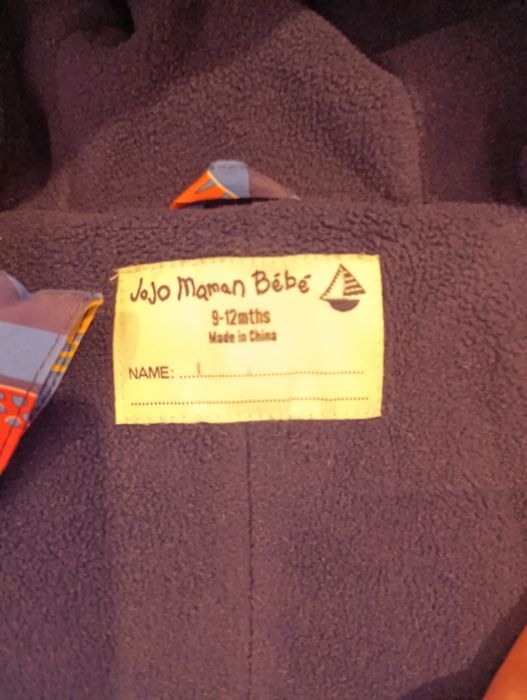 JoJo Maman Bébé
9-12mths
Made in China
NAME: ....................................................
....................................................................